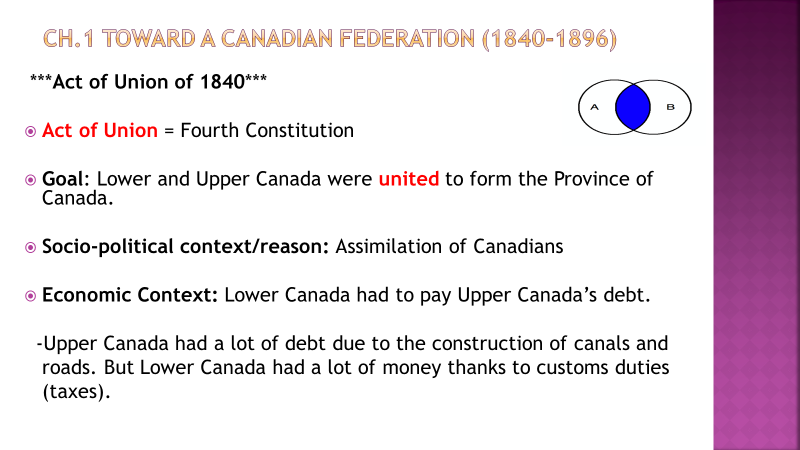 CH.1 TOWARD A CANADIAN FEDERATION (1840-1896)
***Act of Union of 1840***
A B
Act of Union = Fourth Constitution
Goal: Lower and Upper Canada were united to form the Province of
Canada.
Socio-political context/reason: Assimilation of Canadians
Economic Context: Lower Canada had to pay Upper Canada’s debt.
-Upper Canada had a lot of debt due to the construction of canals and
roads. But Lower Canada had a lot of money thanks to customs duties
(taxes).